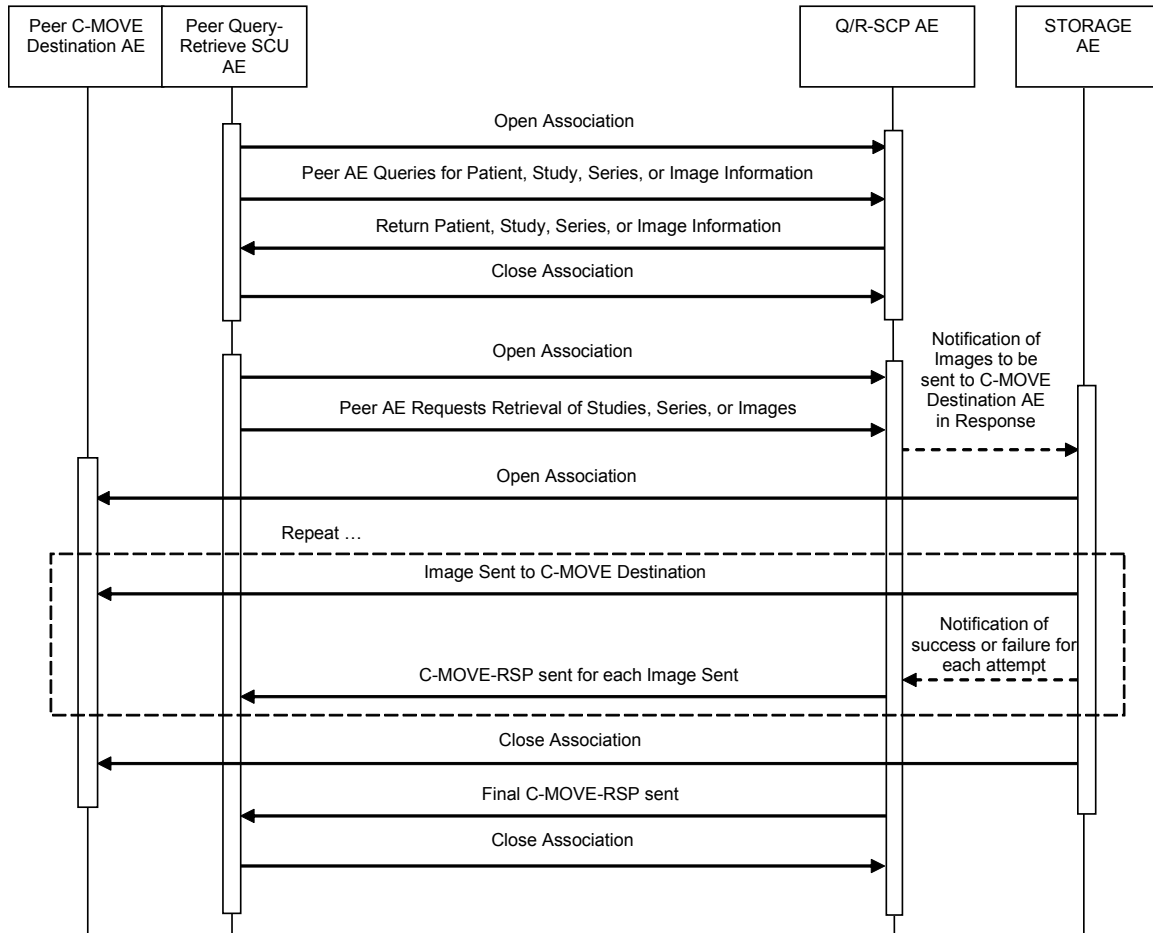 Peer C-MOVE
Destination AE
Peer Query-
Retrieve SCU
AE
Q/R-SCP AE
STORAGE
AE
Open Association
Peer AE Queries for Patient, Study, Series, or Image Information
Return Patient, Study, Series, or Image Information
Close Association
Open Association
Notification of
Images to be
sent to C-MOVE
Destination AE
in Response
Peer AE Requests Retrieval of Studies, Series, or Images
Open Association
Repeat …
Image Sent to C-MOVE Destination
Notification of
success or failure for
each attempt
C-MOVE-RSP sent for each Image Sent
Close Association
Final C-MOVE-RSP sent
Close Association